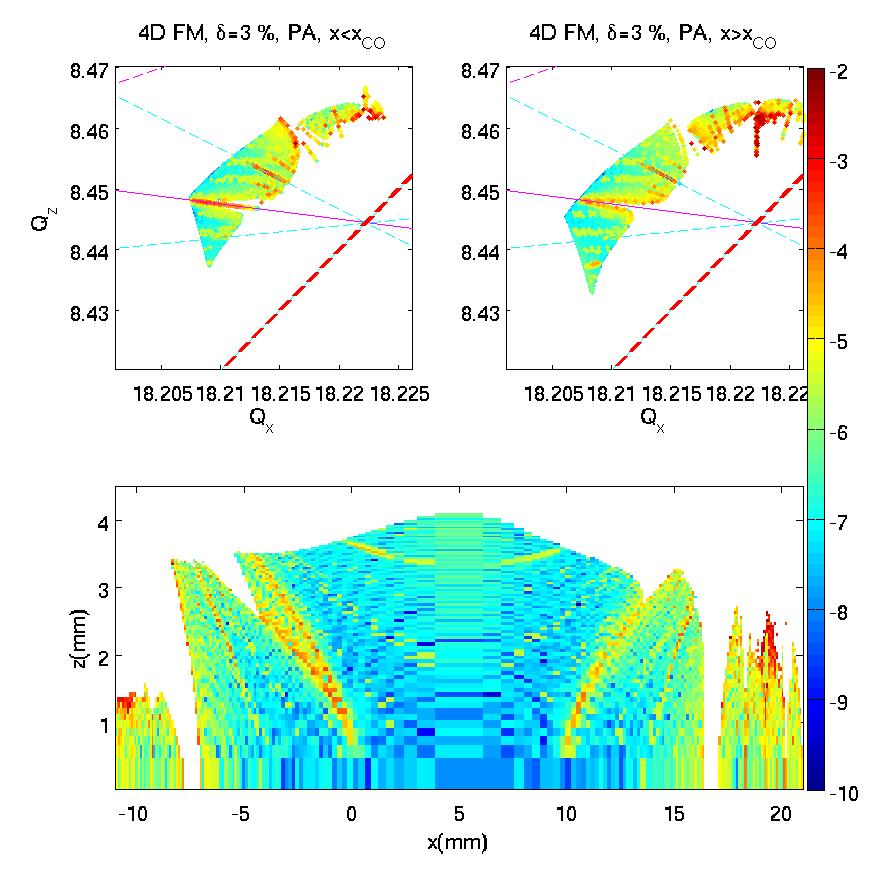 4D FM, δ=3 %, PA, x<x_CO
4D FM, δ=3 %, PA, x>x_CO
8.47
8.46
8.45
8.44
8.43
Q_z
18.205 18.21 18.215 18.22 18.225
Q_x
8.47
8.46
8.45
8.44
8.43
18.205 18.21 18.215 18.22
Q_x
-2
-3
-4
-5
-6
-7
-8
-9
-10
4
3
2
1
z(mm)
-10 -5 0 5 10 15 20
x(mm)